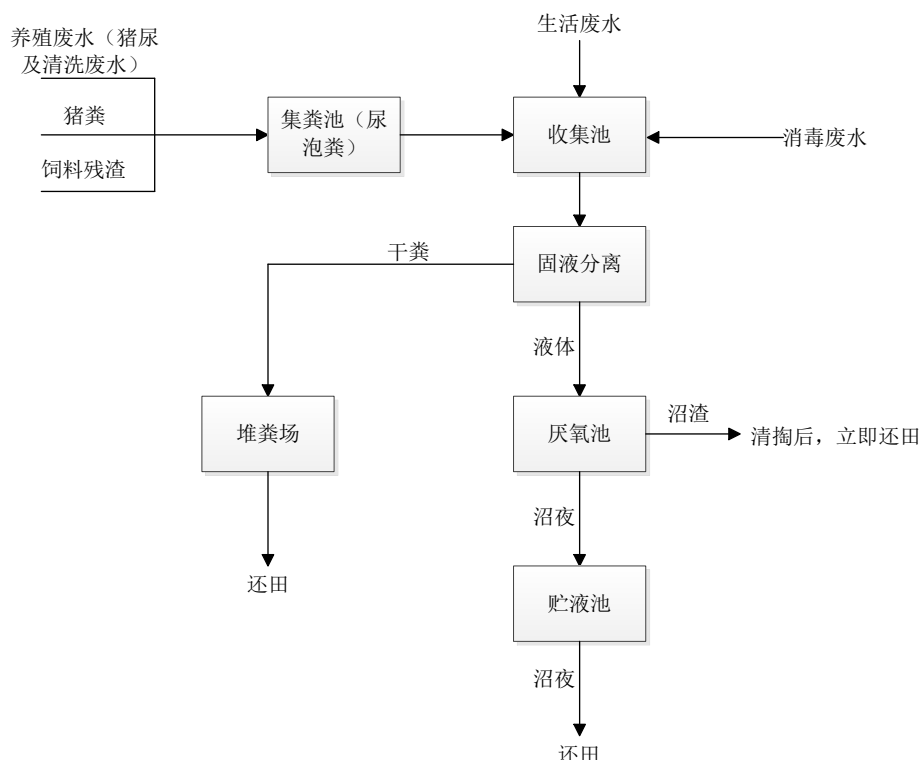 生活废水
养殖废水（猪尿
及清洗废水）
猪粪
饲料残渣
集粪池（尿
泡粪）
收集池
消毒废水
干粪
固液分离
液体
堆粪场
厌氧池
沼渣
清掏后，立即还田
沼夜
还田
贮液池
沼夜
还田